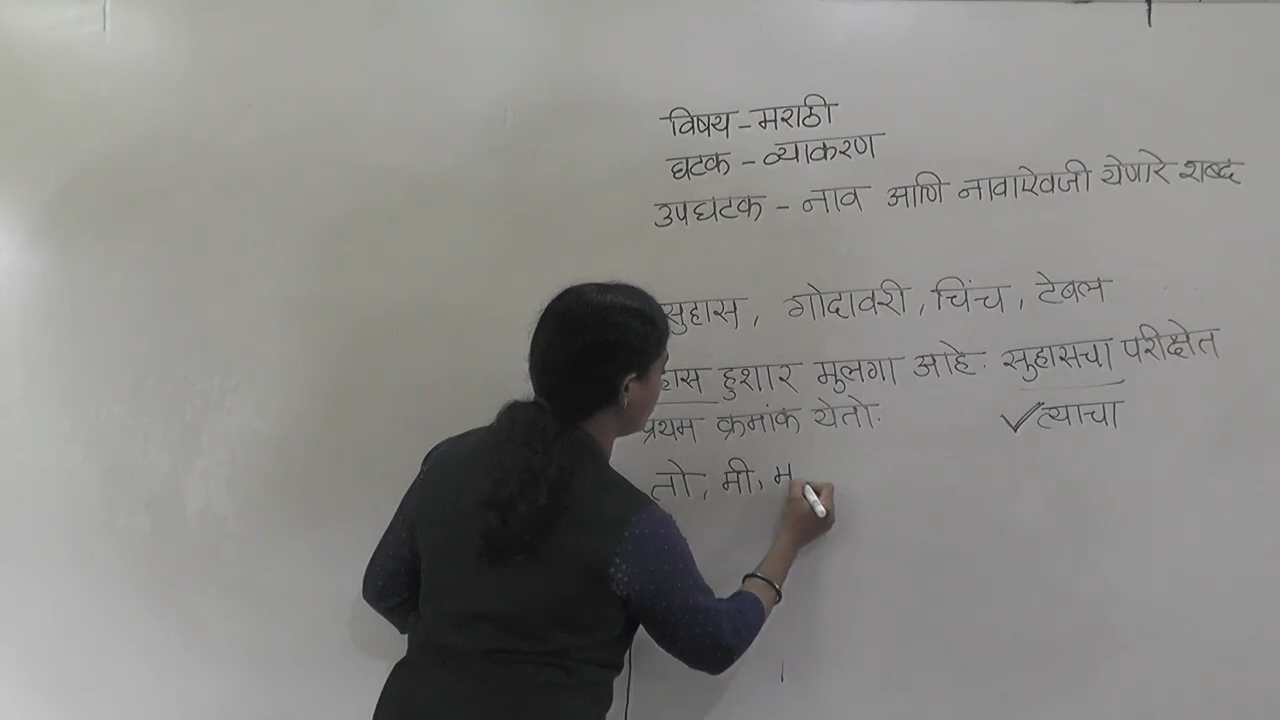 विषय - मराठी
घटक - व्याकरण
उपघटक - नाव आणि नावाऐवजी येणारे शब्द
सुहास, गोदावरी, चिंच, टेबल
हास हुशार मुलगा आहे. सुहासचा परीक्षेत
प्रथम क्रमांक येतो. ✓त्याचा
तो, मी, म